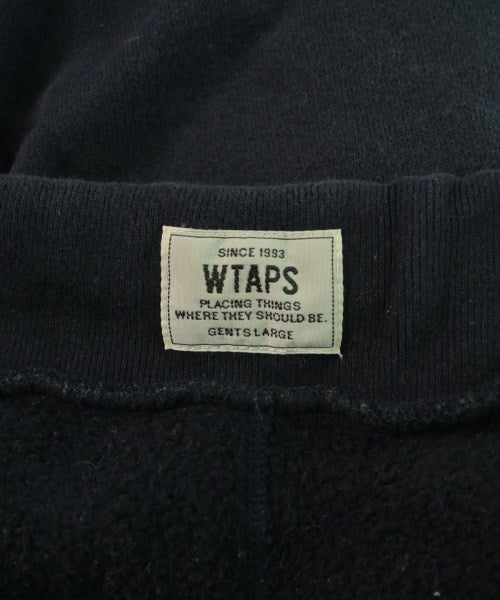 SINCE 1993
WTAPS
PLACING THINGS
WHERE THEY SHOULD BE.
GENTS LARGE